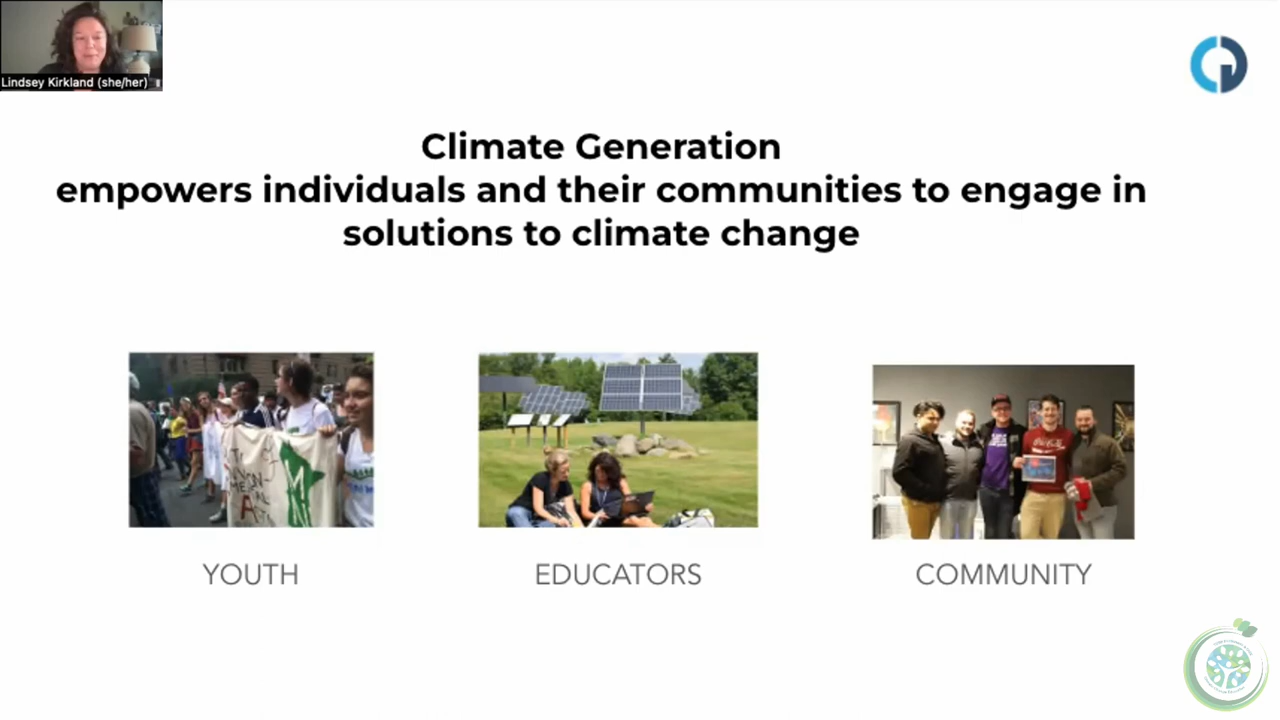 Lindsey Kirkland (she/her)
Climate Generation
empowers individuals and their communities to engage in
solutions to climate change
YOUTH
EDUCATORS
COMMUNITY